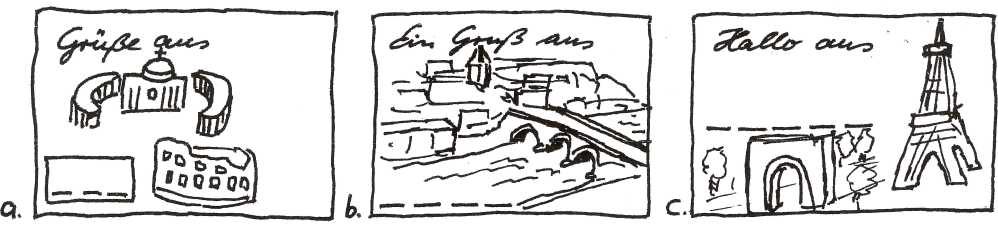 Grüße aus
Ein Gruß aus
Hallo aus
a.
b.
c.